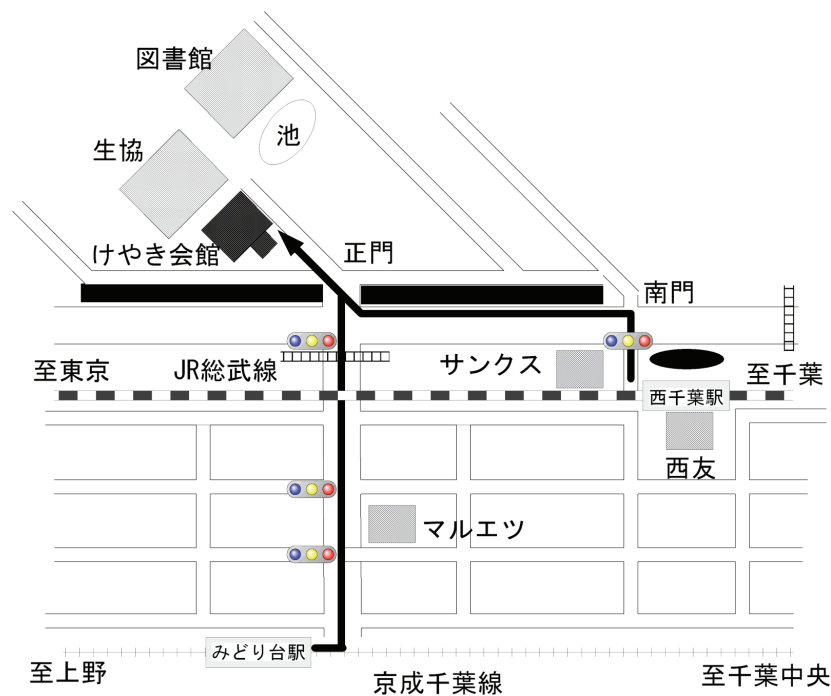 図書館
池
生協
けやき会館
正門
南門
至東京
JR総武線
サンクス
至千葉
西千葉駅
西友
マルエツ
みどり台駅
至上野
京成千葉線
至千葉中央